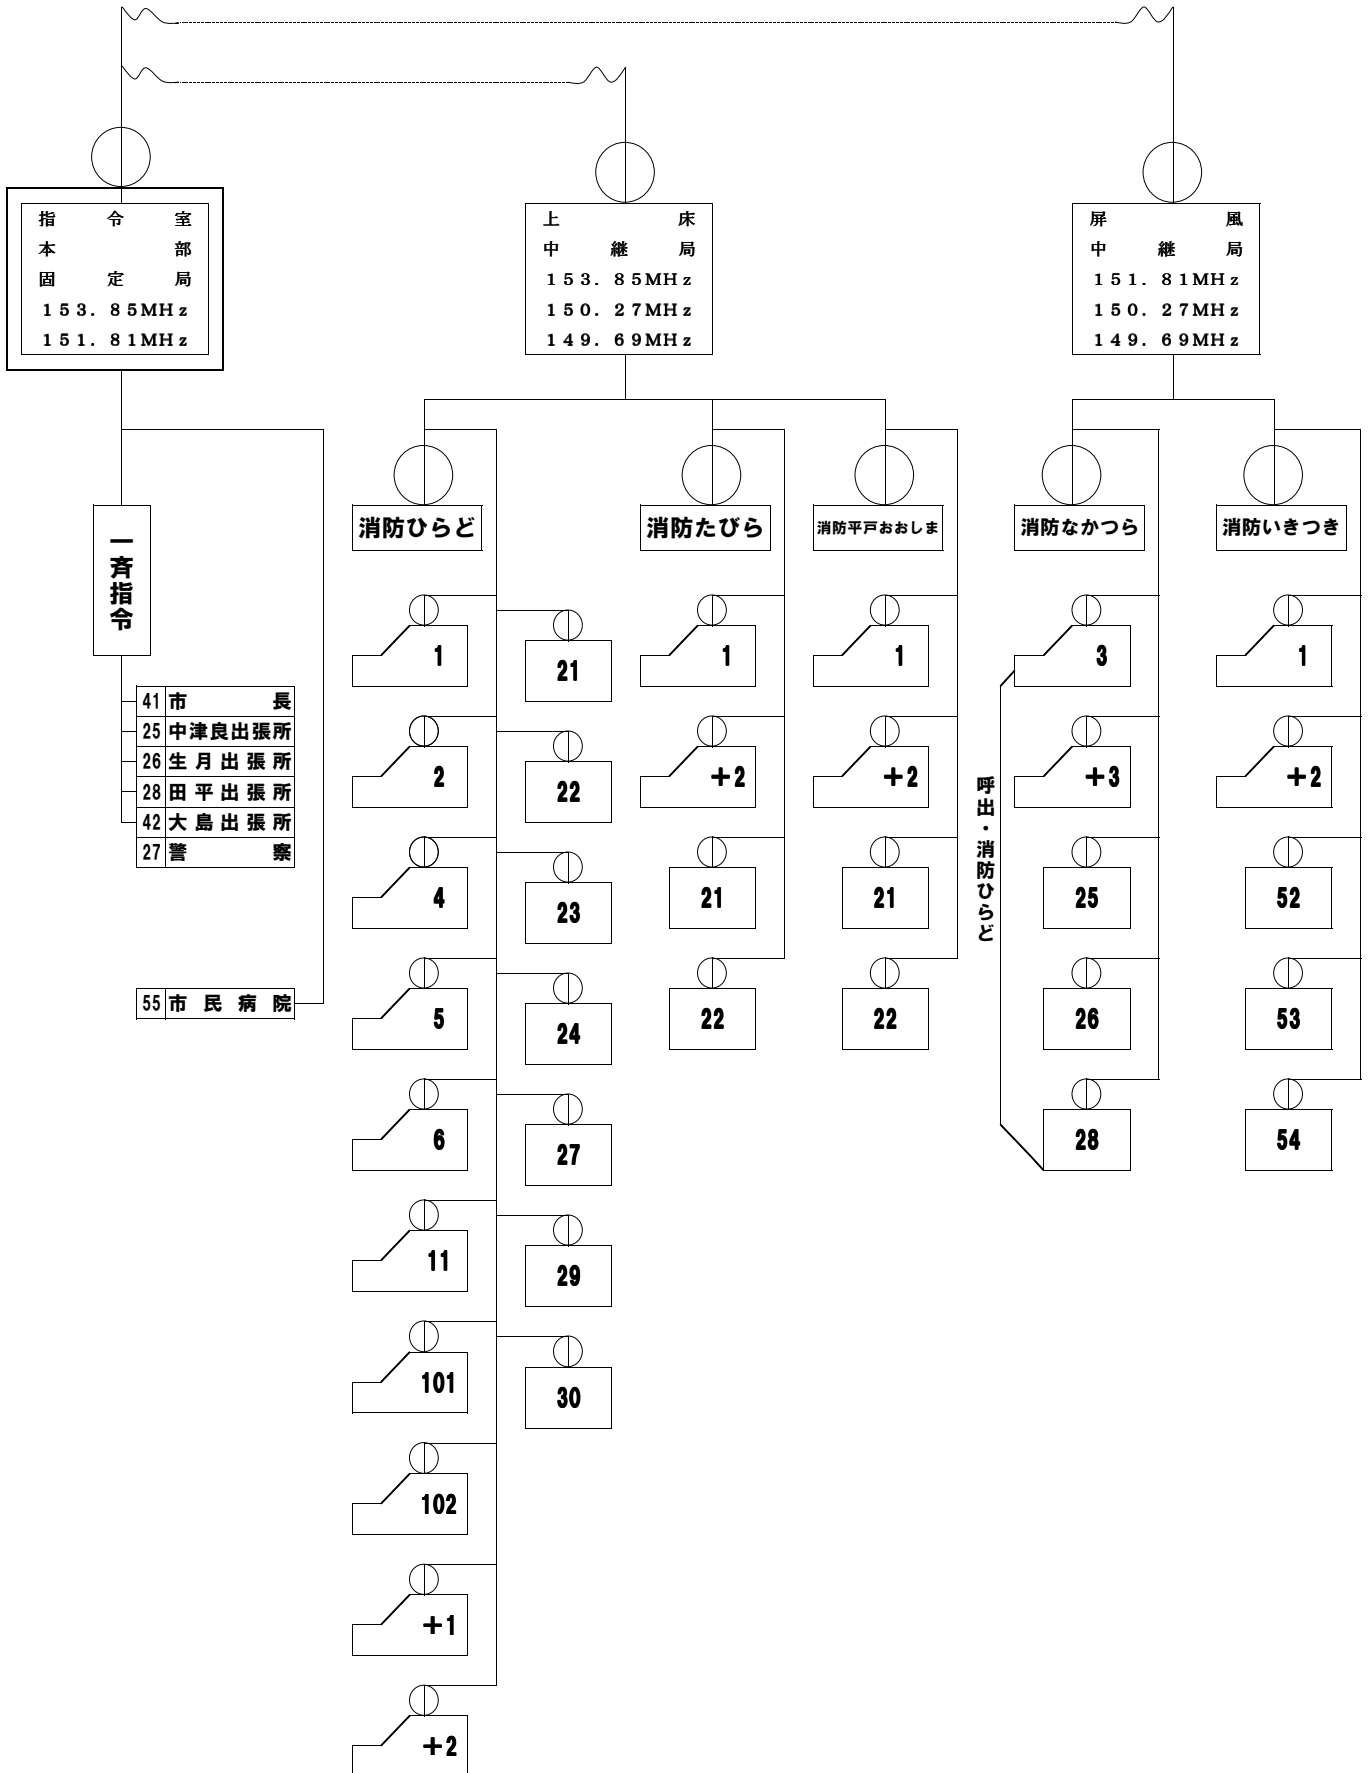 指令室
本部
固定局
１５３．８５MHz
１５１．８１MHz
上床
中継局
１５３．８５MHz
１５０．２７MHz
１４９．６９MHz
屏風
中継局
１５１．８１MHz
１５０．２７MHz
１４９．６９MHz
一斉指令
41 市長
25 中津良出張所
26 生月出張所
28 田平出張所
42 大島出張所
27 警察
55 市民病院
消防ひらど
1
2
4
5
6
11
101
102
+1
+2
21
22
23
24
27
29
30
消防たびら
1
+2
21
22
消防平戸おおしま
1
+2
21
22
消防なかつら
呼出・消防ひらど
3
+3
25
26
28
消防いきつき
1
+2
52
53
54